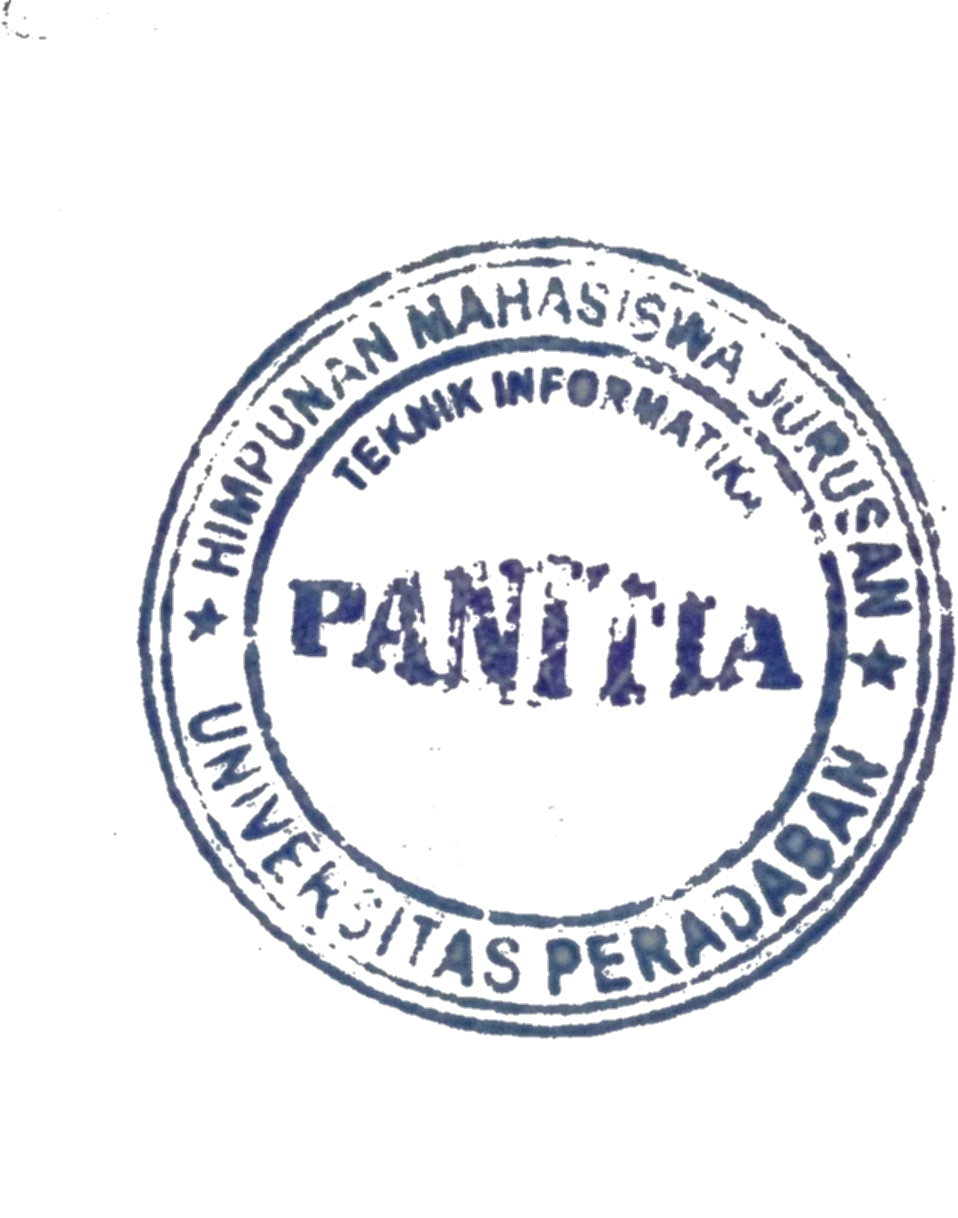 HIMPUNAN MAHASISWA JURUSAN
TEKNIK INFORMATIKA
PANITIA
UNIVERSITAS PERADABAN